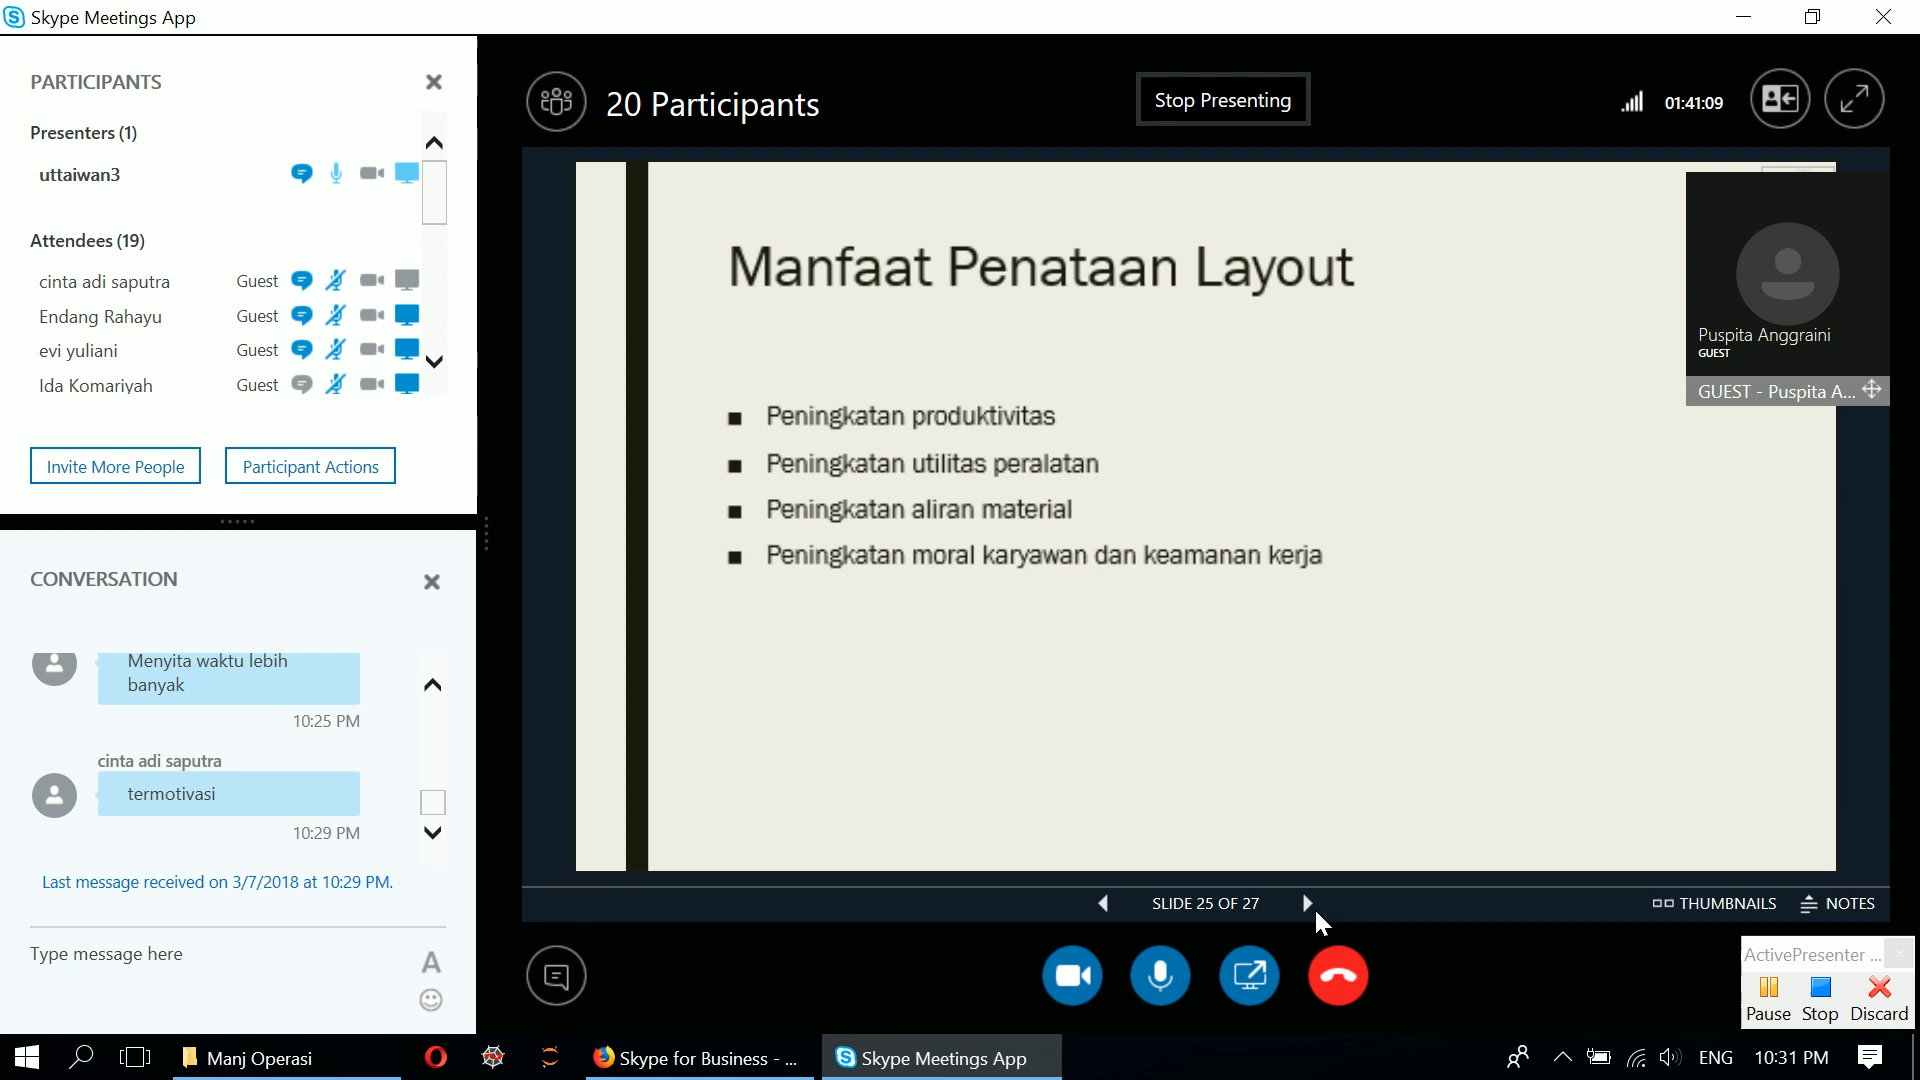 Skype Meetings App
PARTICIPANTS
Presenters (1)
uttaiwan3
Attendees (19)
cinta adi saputra Guest
Endang Rahayu Guest
evi yuliani Guest
Ida Komariyah Guest
Invite More People
Participant Actions
CONVERSATION
Menyita waktu lebih
banyak
10:25 PM
cinta adi saputra
termotivasi
10:29 PM
Last message received on 3/7/2018 at 10:29 PM.
Type message here
A
20 Participants
Stop Presenting
01:41:09
Manfaat Penataan Layout
Peningkatan produktivitas
Peningkatan utilitas peralatan
Peningkatan aliran material
Peningkatan moral karyawan dan keamanan kerja
Puspita Anggraini
GUEST
GUEST - Puspita A...
SLIDE 25 OF 27
THUMBNAILS
NOTES
ActivePresenter ...
Pause Stop Discard
Manj Operasi
Skype for Business - ...
Skype Meetings App
ENG
10:31 PM